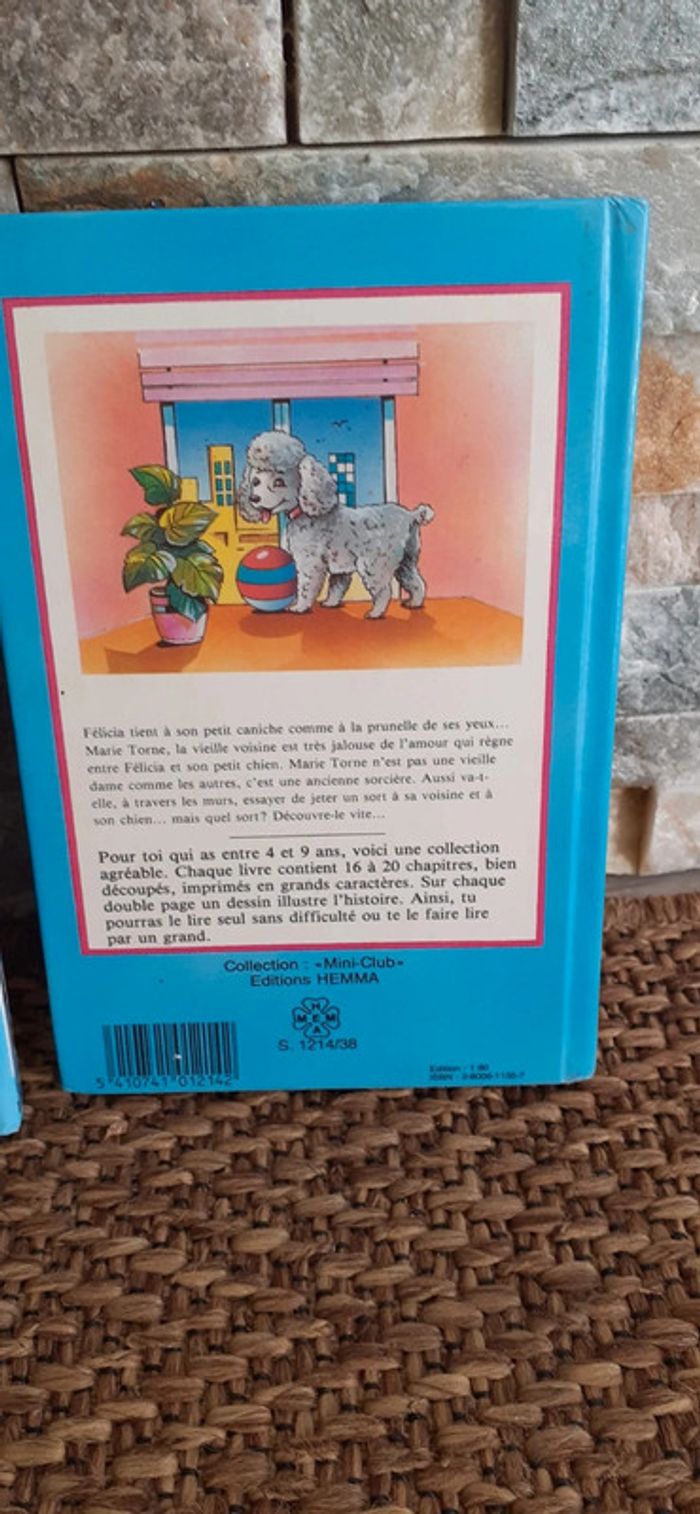 Félicia tient à son petit caniche comme à la prunelle de ses yeux...
Marie Torne, la vieille voisine est très jalouse de l'amour qui règne
entre Félicia et son petit chien. Marie Torne n'est pas une vieille
dame comme les autres, c'est une ancienne sorcière. Aussi va-t-
elle, à travers les murs, essayer de jeter un sort à sa voisine et à
son chien... mais quel sort? Découvre-le vite...
Pour toi qui as entre 4 et 9 ans, voici une collection
agréable. Chaque livre contient 16 à 20 chapitres, bien
découpés, imprimés en grands caractères. Sur chaque
double page un dessin illustre l'histoire. Ainsi, tu
pourras le lire seul sans difficulté ou te le faire lire
par un grand.
Collection : «Mini-Club»
Editions HEMMA
H
MEM
A
S. 1214/38
5 410741 012142
Edition :
ISBN :